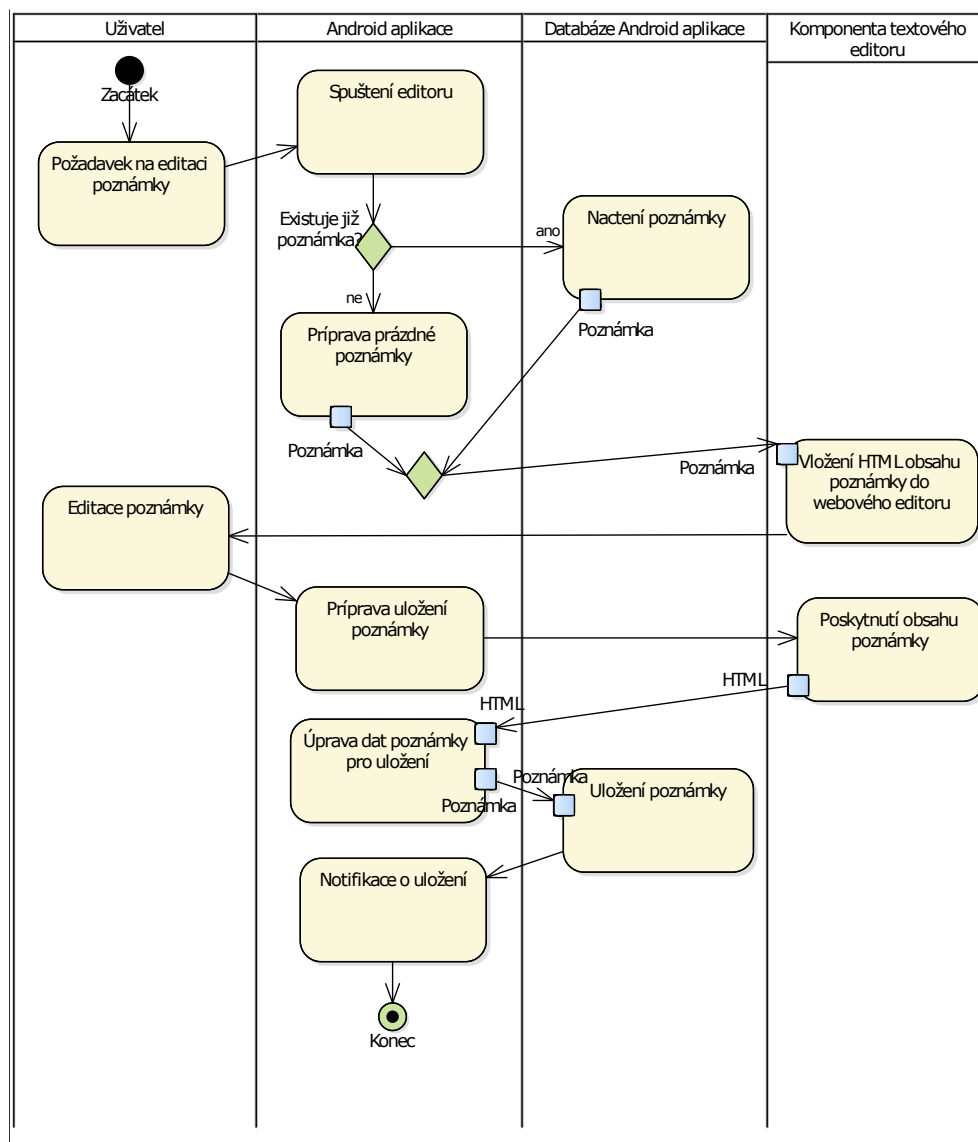 Uživatel
Android aplikace
Databáze Android aplikace
Komponenta textového
editoru
Zacátek
Spuštení editoru
Požadavek na editaci
poznámky
Existuje již
poznámka?
ano
Nactení poznámky
ne
Poznámka
Príprava prázdné
poznámky
Poznámka
Poznámka
Vložení HTML obsahu
poznámky do
webového editoru
Editace poznámky
Príprava uložení
poznámky
Poskytnutí obsahu
poznámky
HTML
HTML
Úprava dat poznámky
pro uložení
Poznámka
Poznámka
Uložení poznámky
Notifikace o uložení
Konec